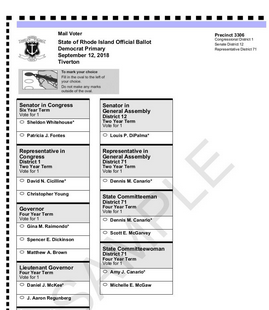 Mail Voter
State of Rhode Island Official Ballot
Democrat Primary
September 12, 2018
Tiverton
Precinct 3306
Congressional District 1
Senate District 12
Representative District 71
To mark your choice
Fill in the oval to the left of
your choice
Do not make any marks
outside of the oval.
Senator in Congress
Six Year Term
Vote for 1
Sheldon Whitehouse*
Patricia J. Fontes
Representative in
Congress
District 1
Two Year Term
Vote for 1
David N. Cicilline*
Christopher Young
Governor
Four Year Term
Vote for 1
Gina M. Raimondo*
Spencer E. Dickinson
Matthew A. Brown
Lieutenant Governor
Four Year Term
Vote for 1
Daniel J. McKee*
J. Aaron Regunberg
Senator in
General Assembly
District 12
Two Year Term
Vote for 1
Louis P. DiPalma*
Representative in
General Assembly
District 71
Two Year Term
Vote for 1
Dennis M. Canario*
State Committeeman
District 71
Four Year Term
Vote for 1
Dennis M. Canario*
Scott E. McGarvey
State Committeewoman
District 71
Four Year Term
Vote for 1
Amy J. Canario*
Michelle E. McGaw
SAMPLE